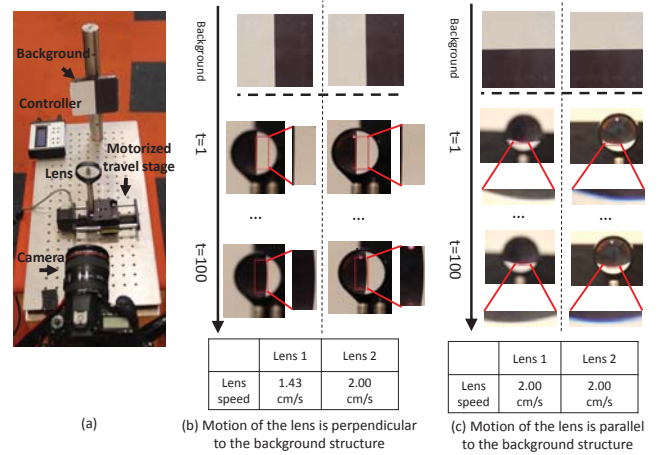 Background
Controller
Motorized
travel stage
Lens
Camera
(a)
Background
t=1
...
...
t=100
Lens 1
Lens 2
Lens
speed
1.43
cm/s
2.00
cm/s
(b) Motion of the lens is perpendicular
to the background structure
Background
t=1
...
...
t=100
Lens 1
Lens 2
Lens
speed
2.00
cm/s
2.00
cm/s
(c) Motion of the lens is parallel
to the background structure